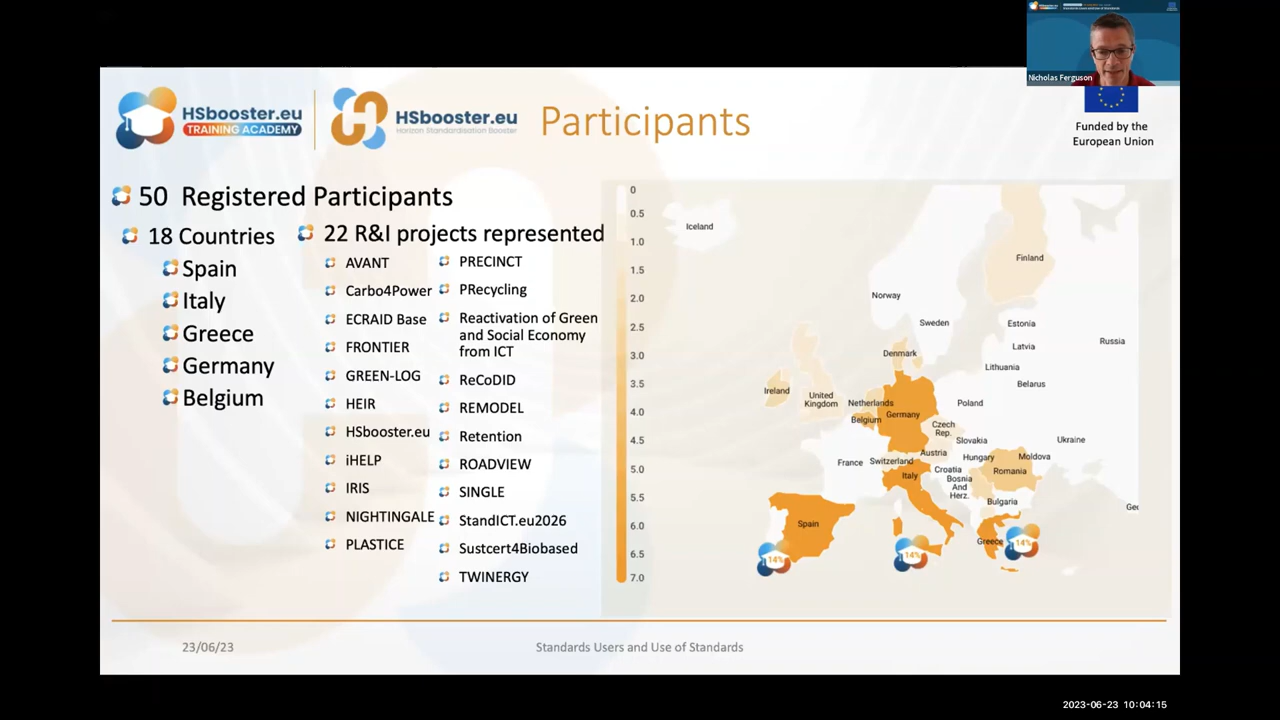 HSbooster.eu
TRAINING ACADEMY
HSbooster.eu
Horizon Standardisation Booster
Participants
Nicholas Ferguson
Funded by the
European Union
50 Registered Participants
18 Countries
Spain
Italy
Greece
Germany
Belgium
22 R&I projects represented
AVANT
Carbo4Power
ECRAID Base
FRONTIER
GREEN-LOG
HEIR
HSbooster.eu
iHELP
IRIS
NIGHTINGALE
PLASTICE
PRECINCT
PRecycling
Reactivation of Green
and Social Economy
from ICT
ReCoDID
REMODEL
Retention
ROADVIEW
SINGLE
StandICT.eu2026
Sustcert4Biobased
TWINERGY
0
0.5
1.0
1.5
2.0
2.5
3.0
3.5
4.0
4.5
5.0
5.5
6.0
6.5
7.0
Iceland
Finland
Norway
Sweden
Estonia
Russia
Latvia
Denmark
Lithuania
Belarus
Ireland
United
Kingdom
Netherlands
Poland
Belgium
Germany
Czech
Rep.
Ukraine
Slovakia
Austria
France
Switzerland
Hungary
Moldova
Italy
Croatia
Romania
Bosnia
And
Herz.
Bulgaria
Geo
Spain
Greece
14%
14%
14%
23/06/23
Standards Users and Use of Standards
2023-06-23 10:04:15